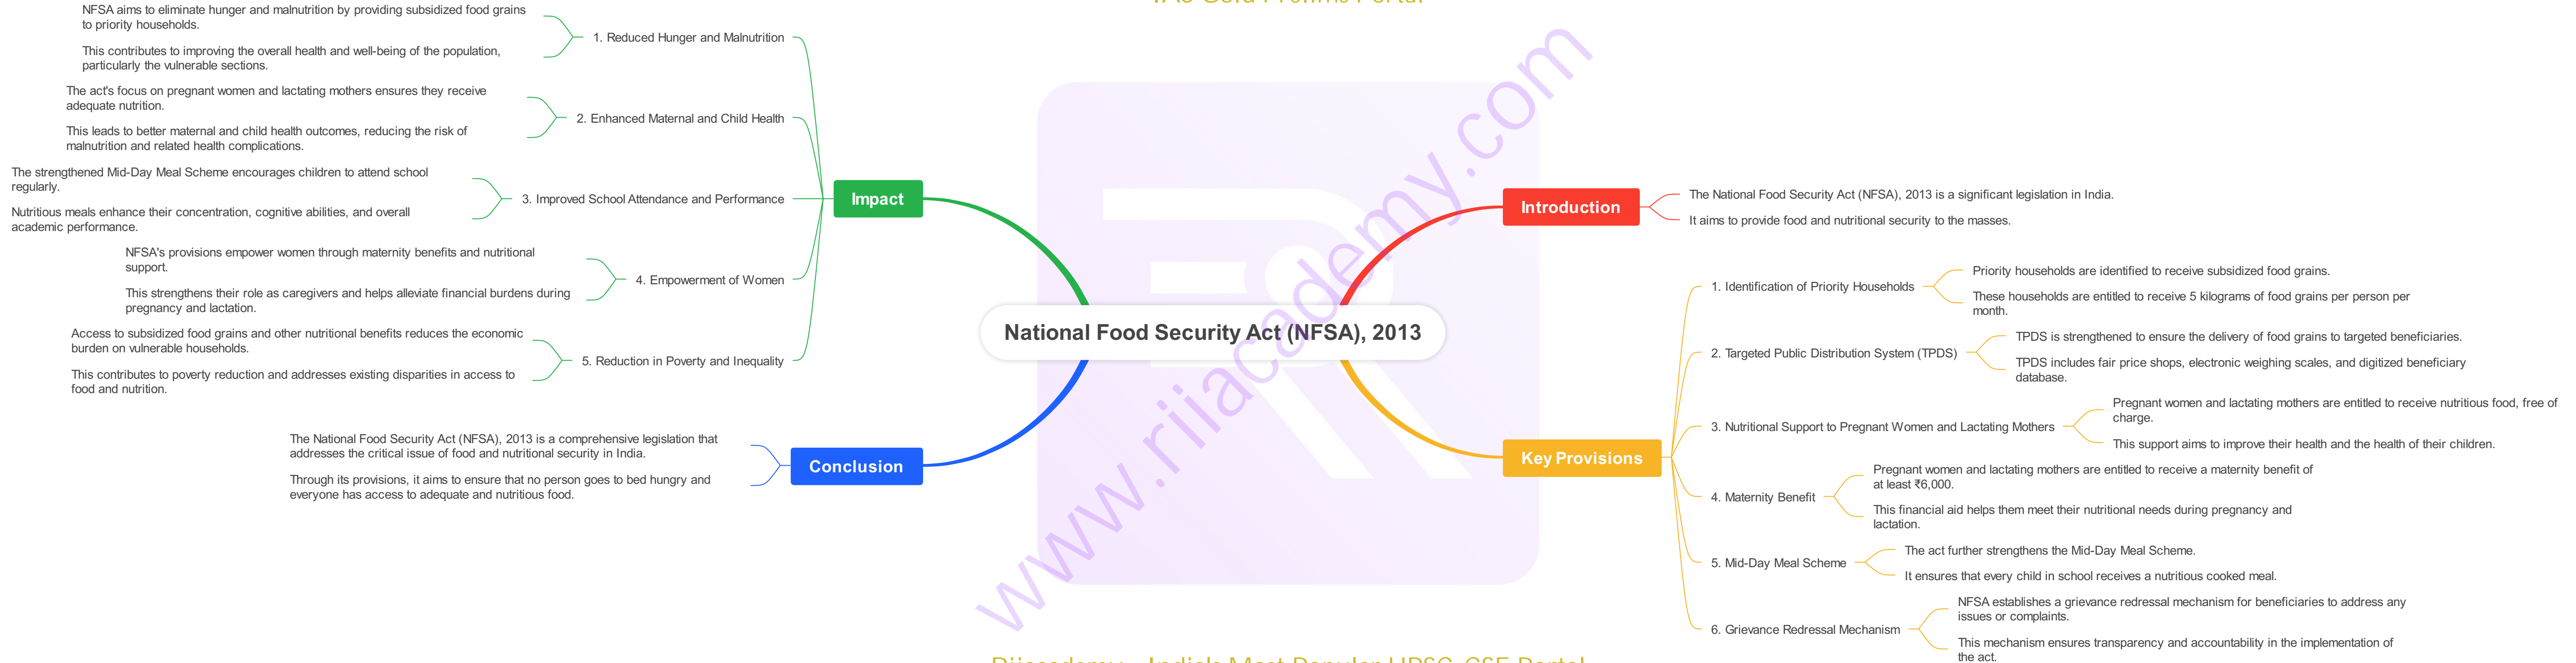 National Food Security Act (NFSA), 2013
Introduction
The National Food Security Act (NFSA), 2013 is a significant legislation in India.
It aims to provide food and nutritional security to the masses.
Key Provisions
1. Identification of Priority Households
Priority households are identified to receive subsidized food grains.
These households are entitled to receive 5 kilograms of food grains per person per
month.
2. Targeted Public Distribution System (TPDS)
TPDS is strengthened to ensure the delivery of food grains to targeted beneficiaries.
TPDS includes fair price shops, electronic weighing scales, and digitized beneficiary
database.
3. Nutritional Support to Pregnant Women and Lactating Mothers
Pregnant women and lactating mothers are entitled to receive nutritious food, free of
charge.
This support aims to improve their health and the health of their children.
4. Maternity Benefit
Pregnant women and lactating mothers are entitled to receive a maternity benefit of
at least ₹6,000.
This financial aid helps them meet their nutritional needs during pregnancy and
lactation.
5. Mid-Day Meal Scheme
The act further strengthens the Mid-Day Meal Scheme.
It ensures that every child in school receives a nutritious cooked meal.
6. Grievance Redressal Mechanism
NFSA establishes a grievance redressal mechanism for beneficiaries to address any
issues or complaints.
This mechanism ensures transparency and accountability in the implementation of
the act.
Impact
1. Reduced Hunger and Malnutrition
NFSA aims to eliminate hunger and malnutrition by providing subsidized food grains
to priority households.
This contributes to improving the overall health and well-being of the population,
particularly the vulnerable sections.
2. Enhanced Maternal and Child Health
The act's focus on pregnant women and lactating mothers ensures they receive
adequate nutrition.
This leads to better maternal and child health outcomes, reducing the risk of
malnutrition and related health complications.
3. Improved School Attendance and Performance
The strengthened Mid-Day Meal Scheme encourages children to attend school
regularly.
Nutritious meals enhance their concentration, cognitive abilities, and overall
academic performance.
4. Empowerment of Women
NFSA's provisions empower women through maternity benefits and nutritional
support.
This strengthens their role as caregivers and helps alleviate financial burdens during
pregnancy and lactation.
5. Reduction in Poverty and Inequality
Access to subsidized food grains and other nutritional benefits reduces the economic
burden on vulnerable households.
This contributes to poverty reduction and addresses existing disparities in access to
food and nutrition.
Conclusion
The National Food Security Act (NFSA), 2013 is a comprehensive legislation that
addresses the critical issue of food and nutritional security in India.
Through its provisions, it aims to ensure that no person goes to bed hungry and
everyone has access to adequate and nutritious food.